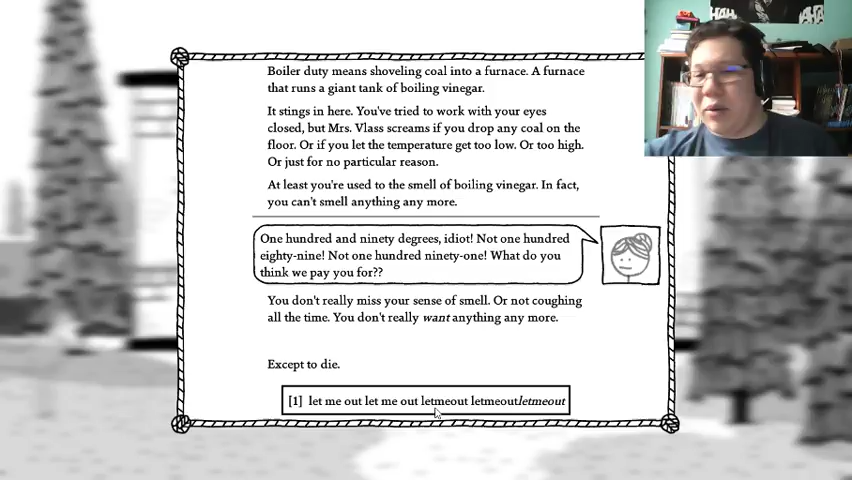 HA
HA
HA
Boiler duty means shoveling coal into a furnace. A furnace
that runs a giant tank of boiling vinegar.
It stings in here. You've tried to work with your eyes
closed, but Mrs. Vlass screams if you drop any coal on the
floor. Or if you let the temperature get too low. Or too high.
Or just for no particular reason.
At least you're used to the smell of boiling vinegar. In fact,
you can't smell anything any more.
One hundred and ninety degrees, idiot! Not one hundred
eighty-nine! Not one hundred ninety-one! What do you
think we pay you for??
You don't really miss your sense of smell. Or not coughing
all the time. You don't really want anything any more.
Except to die.
[1] let me out let me out letmeout letmeoutletmeout